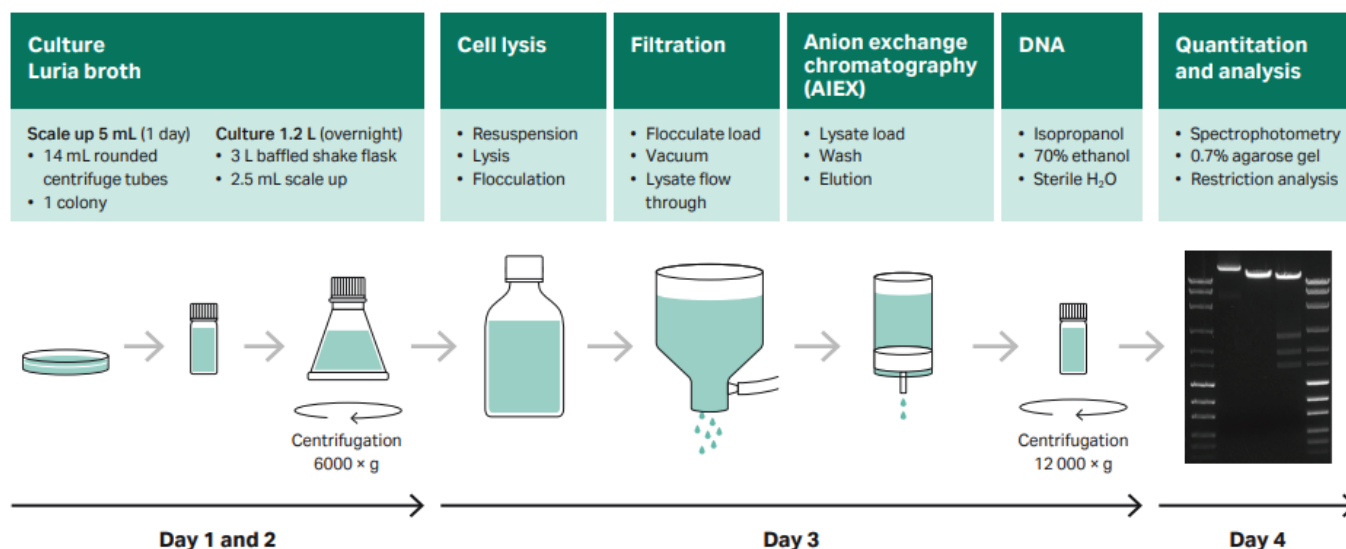 Culture
Luria broth
Scale up 5 mL (1 day)
• 14 mL rounded
centrifuge tubes
• 1 colony
Culture 1.2 L (overnight)
• 3 L baffled shake flask
• 2.5 mL scale up
Cell lysis
• Resuspension
• Lysis
• Flocculation
Filtration
• Flocculate load
• Vacuum
• Lysate flow
through
Anion exchange
chromatography
(AIEX)
• Lysate load
• Wash
• Elution
DNA
• Isopropanol
• 70% ethanol
• Sterile H₂O
Quantitation
and analysis
• Spectrophotometry
• 0.7% agarose gel
• Restriction analysis
Centrifugation
6000 × g
Centrifugation
12 000 × g
Day 1 and 2
Day 3
Day 4